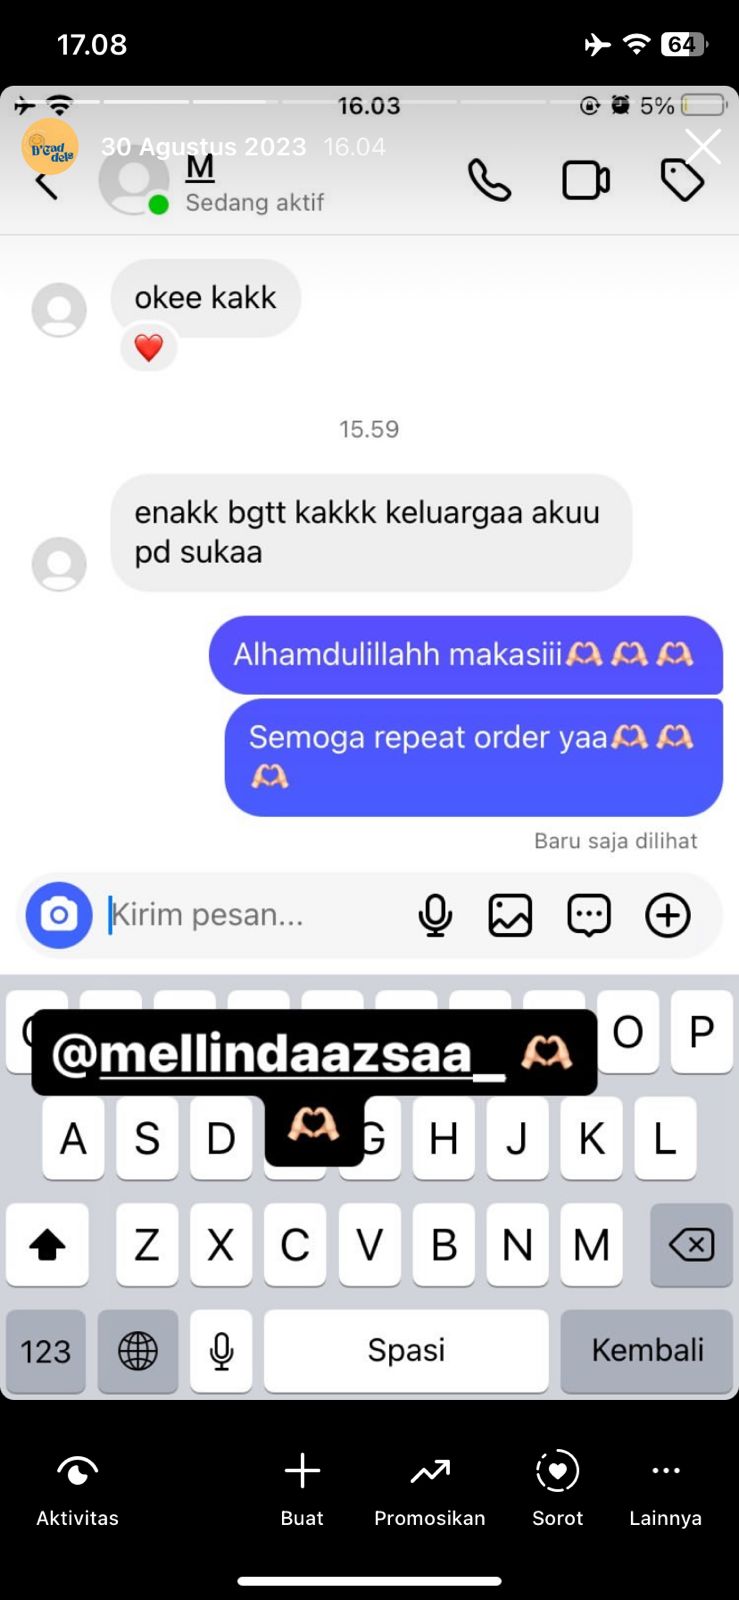 17.08
64
16.03
5%
B'read
dels
30 Agustus 2023 16.04
M
Sedang aktif
okee kakk
15.59
enakk bgtt kakkk keluargaa akuu
pd sukaa
Alhamdulillahh makasiii🫶🏻🫶🏻🫶🏻
Semoga repeat order yaa🫶🏻🫶🏻
🫶🏻
Baru saja dilihat
Kirim pesan...
O P
@mellindaazsaa_ 🫶🏻
🫶🏻
A S D G H J K L
Z X C V B N M
123 Spasi Kembali
Aktivitas Buat Promosikan Sorot Lainnya